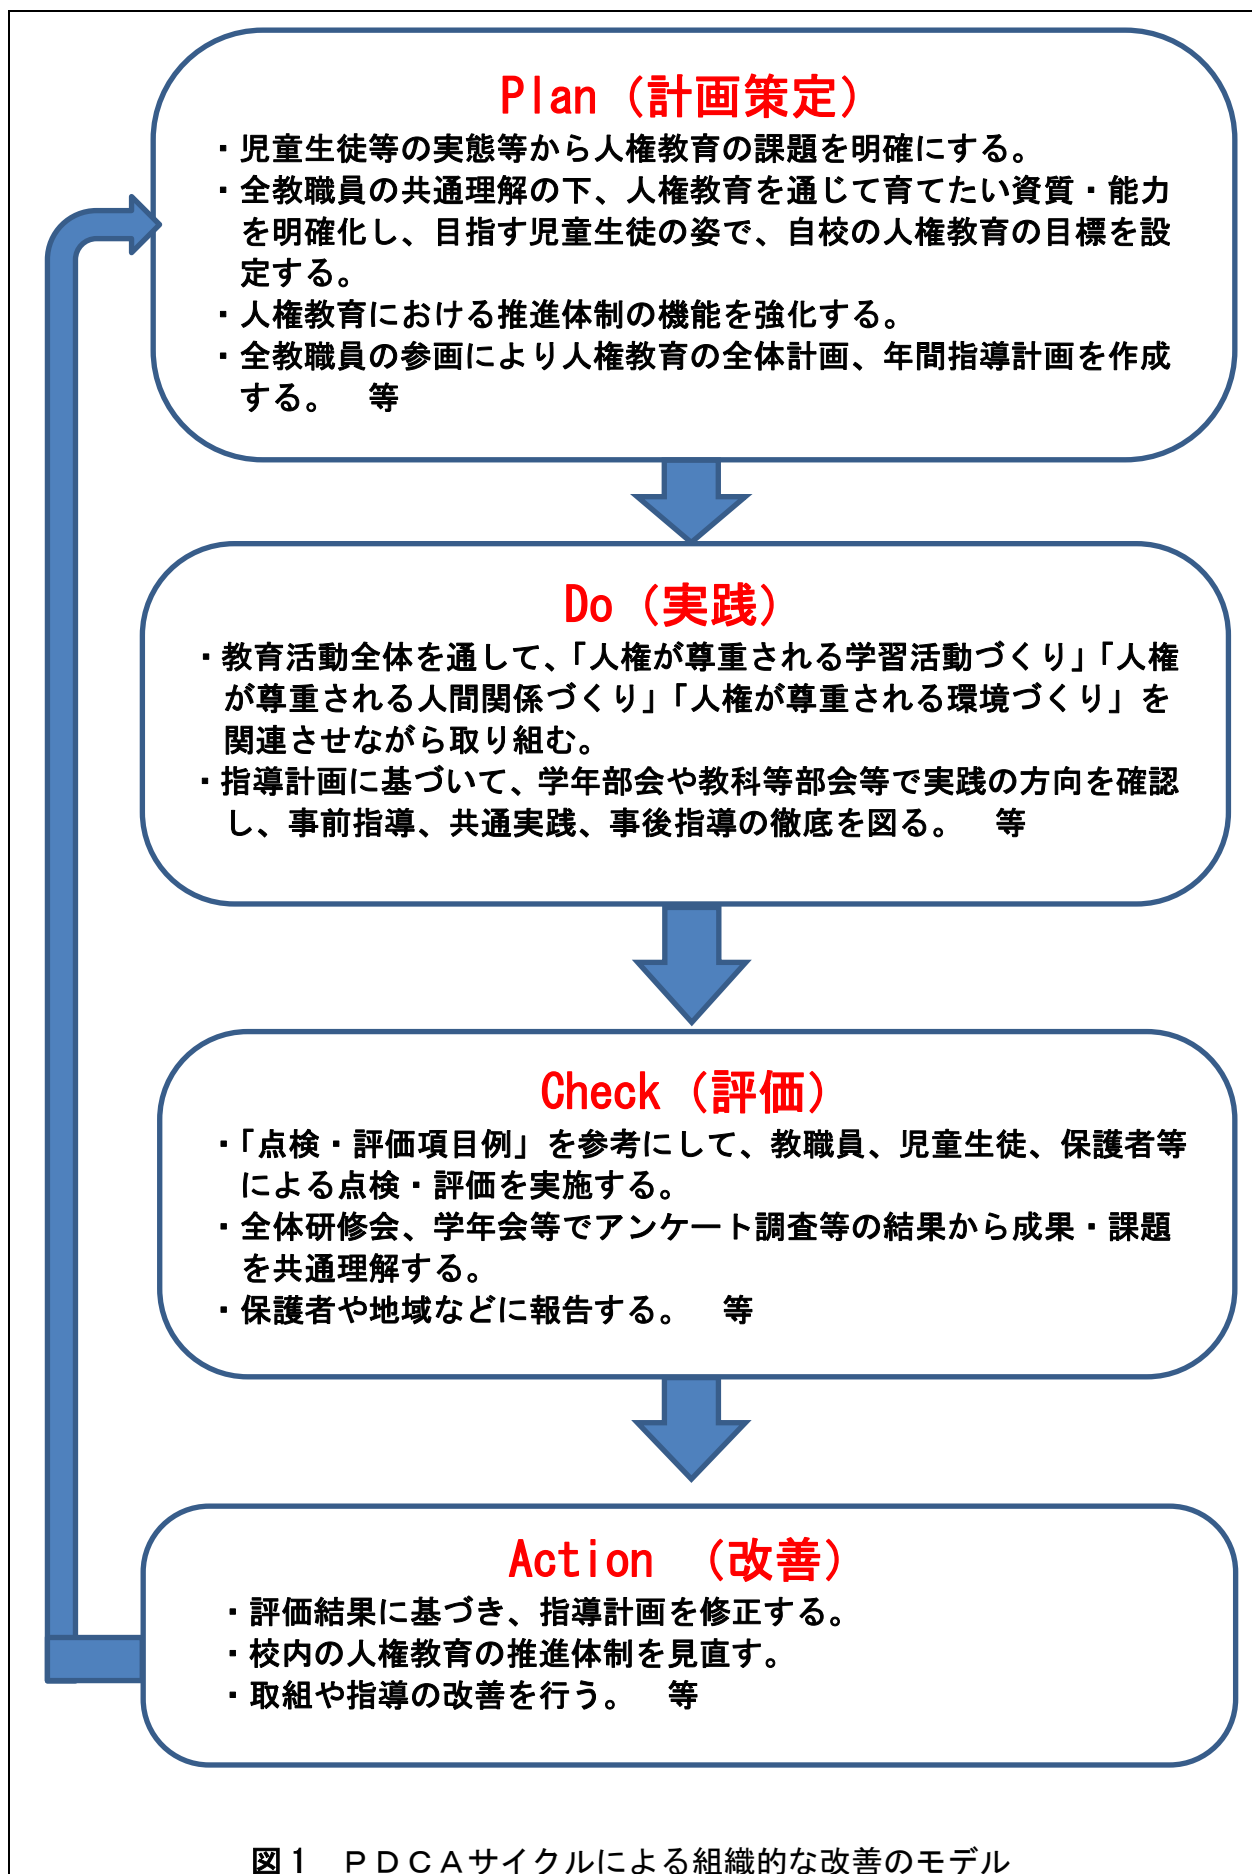 Plan（計画策定）
・児童生徒等の実態等から人権教育の課題を明確にする。
・全教職員の共通理解の下、人権教育を通じて育てたい資質・能力
を明確化し、目指す児童生徒の姿で、自校の人権教育の目標を設
定する。
・人権教育における推進体制の機能を強化する。
・全教職員の参画により人権教育の全体計画、年間指導計画を作成
する。　等
Do（実践）
・教育活動全体を通して、「人権が尊重される学習活動づくり」「人権
が尊重される人間関係づくり」「人権が尊重される環境づくり」を
関連させながら取り組む。
・指導計画に基づいて、学年部会や教科等部会等で実践の方向を確認
し、事前指導、共通実践、事後指導の徹底を図る。　等
Check（評価）
・「点検・評価項目例」を参考にして、教職員、児童生徒、保護者等
による点検・評価を実施する。
・全体研修会、学年会等でアンケート調査等の結果から成果・課題
を共通理解する。
・保護者や地域などに報告する。　等
Action　（改善）
・評価結果に基づき、指導計画を修正する。
・校内の人権教育の推進体制を見直す。
・取組や指導の改善を行う。　等
図１　ＰＤＣＡサイクルによる組織的な改善のモデル